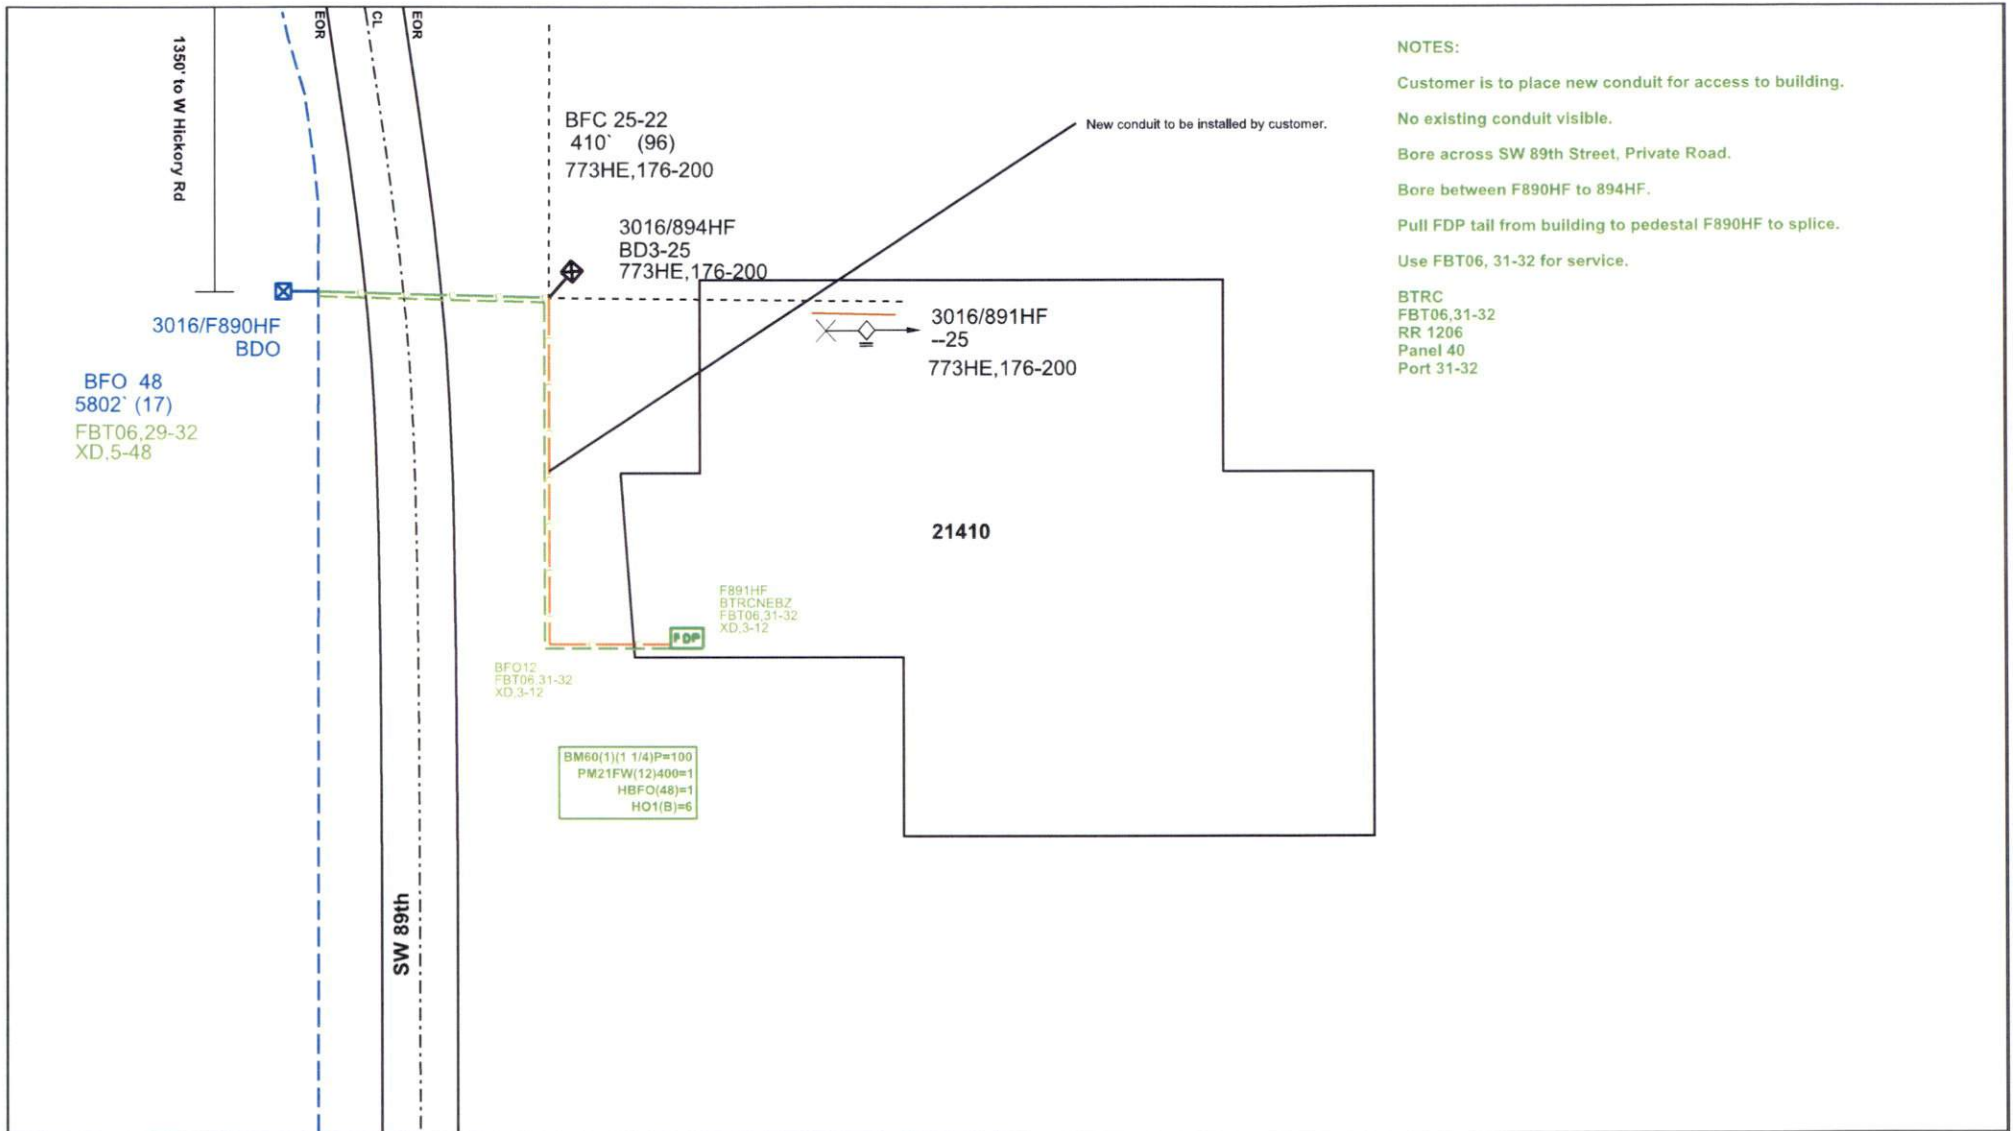 EOR
CL
EOR
1350' to W Hickory Rd
BFC 25-22
410` (96)
773HE,176-200
3016/894HF
BD3-25
773HE,176-200
New conduit to be installed by customer.
3016/F890HF
BDO
BFO 48
5802` (17)
FBT06,29-32
XD,5-48
3016/891HF
--25
773HE,176-200
21410
F891HF
BTRCNEBZ
FBT06,31-32
XD,3-12
FDP
BFO12
FBT06,31-32
XD,3-12
BM60(1)(1 1/4)P=100
PM21FW(12)400=1
HBFO(48)=1
HO1(B)=6
SW 89th
NOTES:
Customer is to place new conduit for access to building.
No existing conduit visible.
Bore across SW 89th Street, Private Road.
Bore between F890HF to 894HF.
Pull FDP tail from building to pedestal F890HF to splice.
Use FBT06, 31-32 for service.
BTRC
FBT06,31-32
RR 1206
Panel 40
Port 31-32